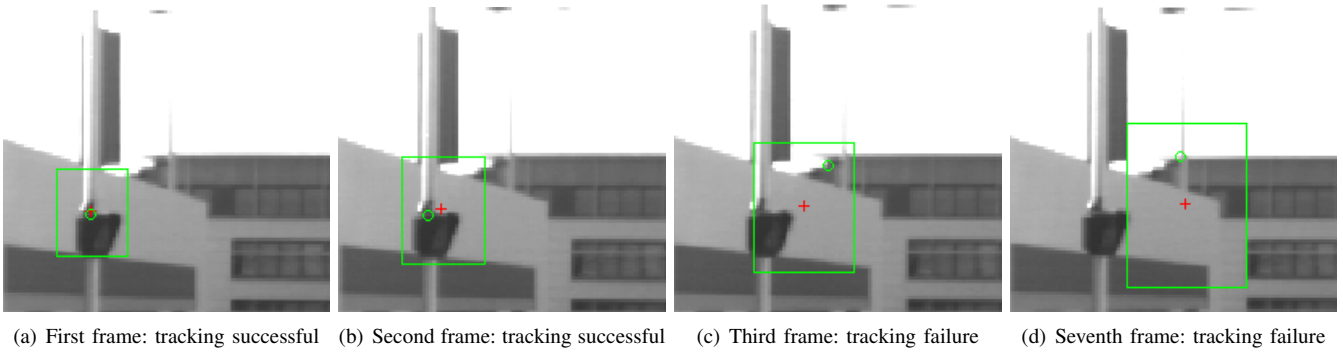 (a) First frame: tracking successful
(b) Second frame: tracking successful
(c) Third frame: tracking failure
(d) Seventh frame: tracking failure